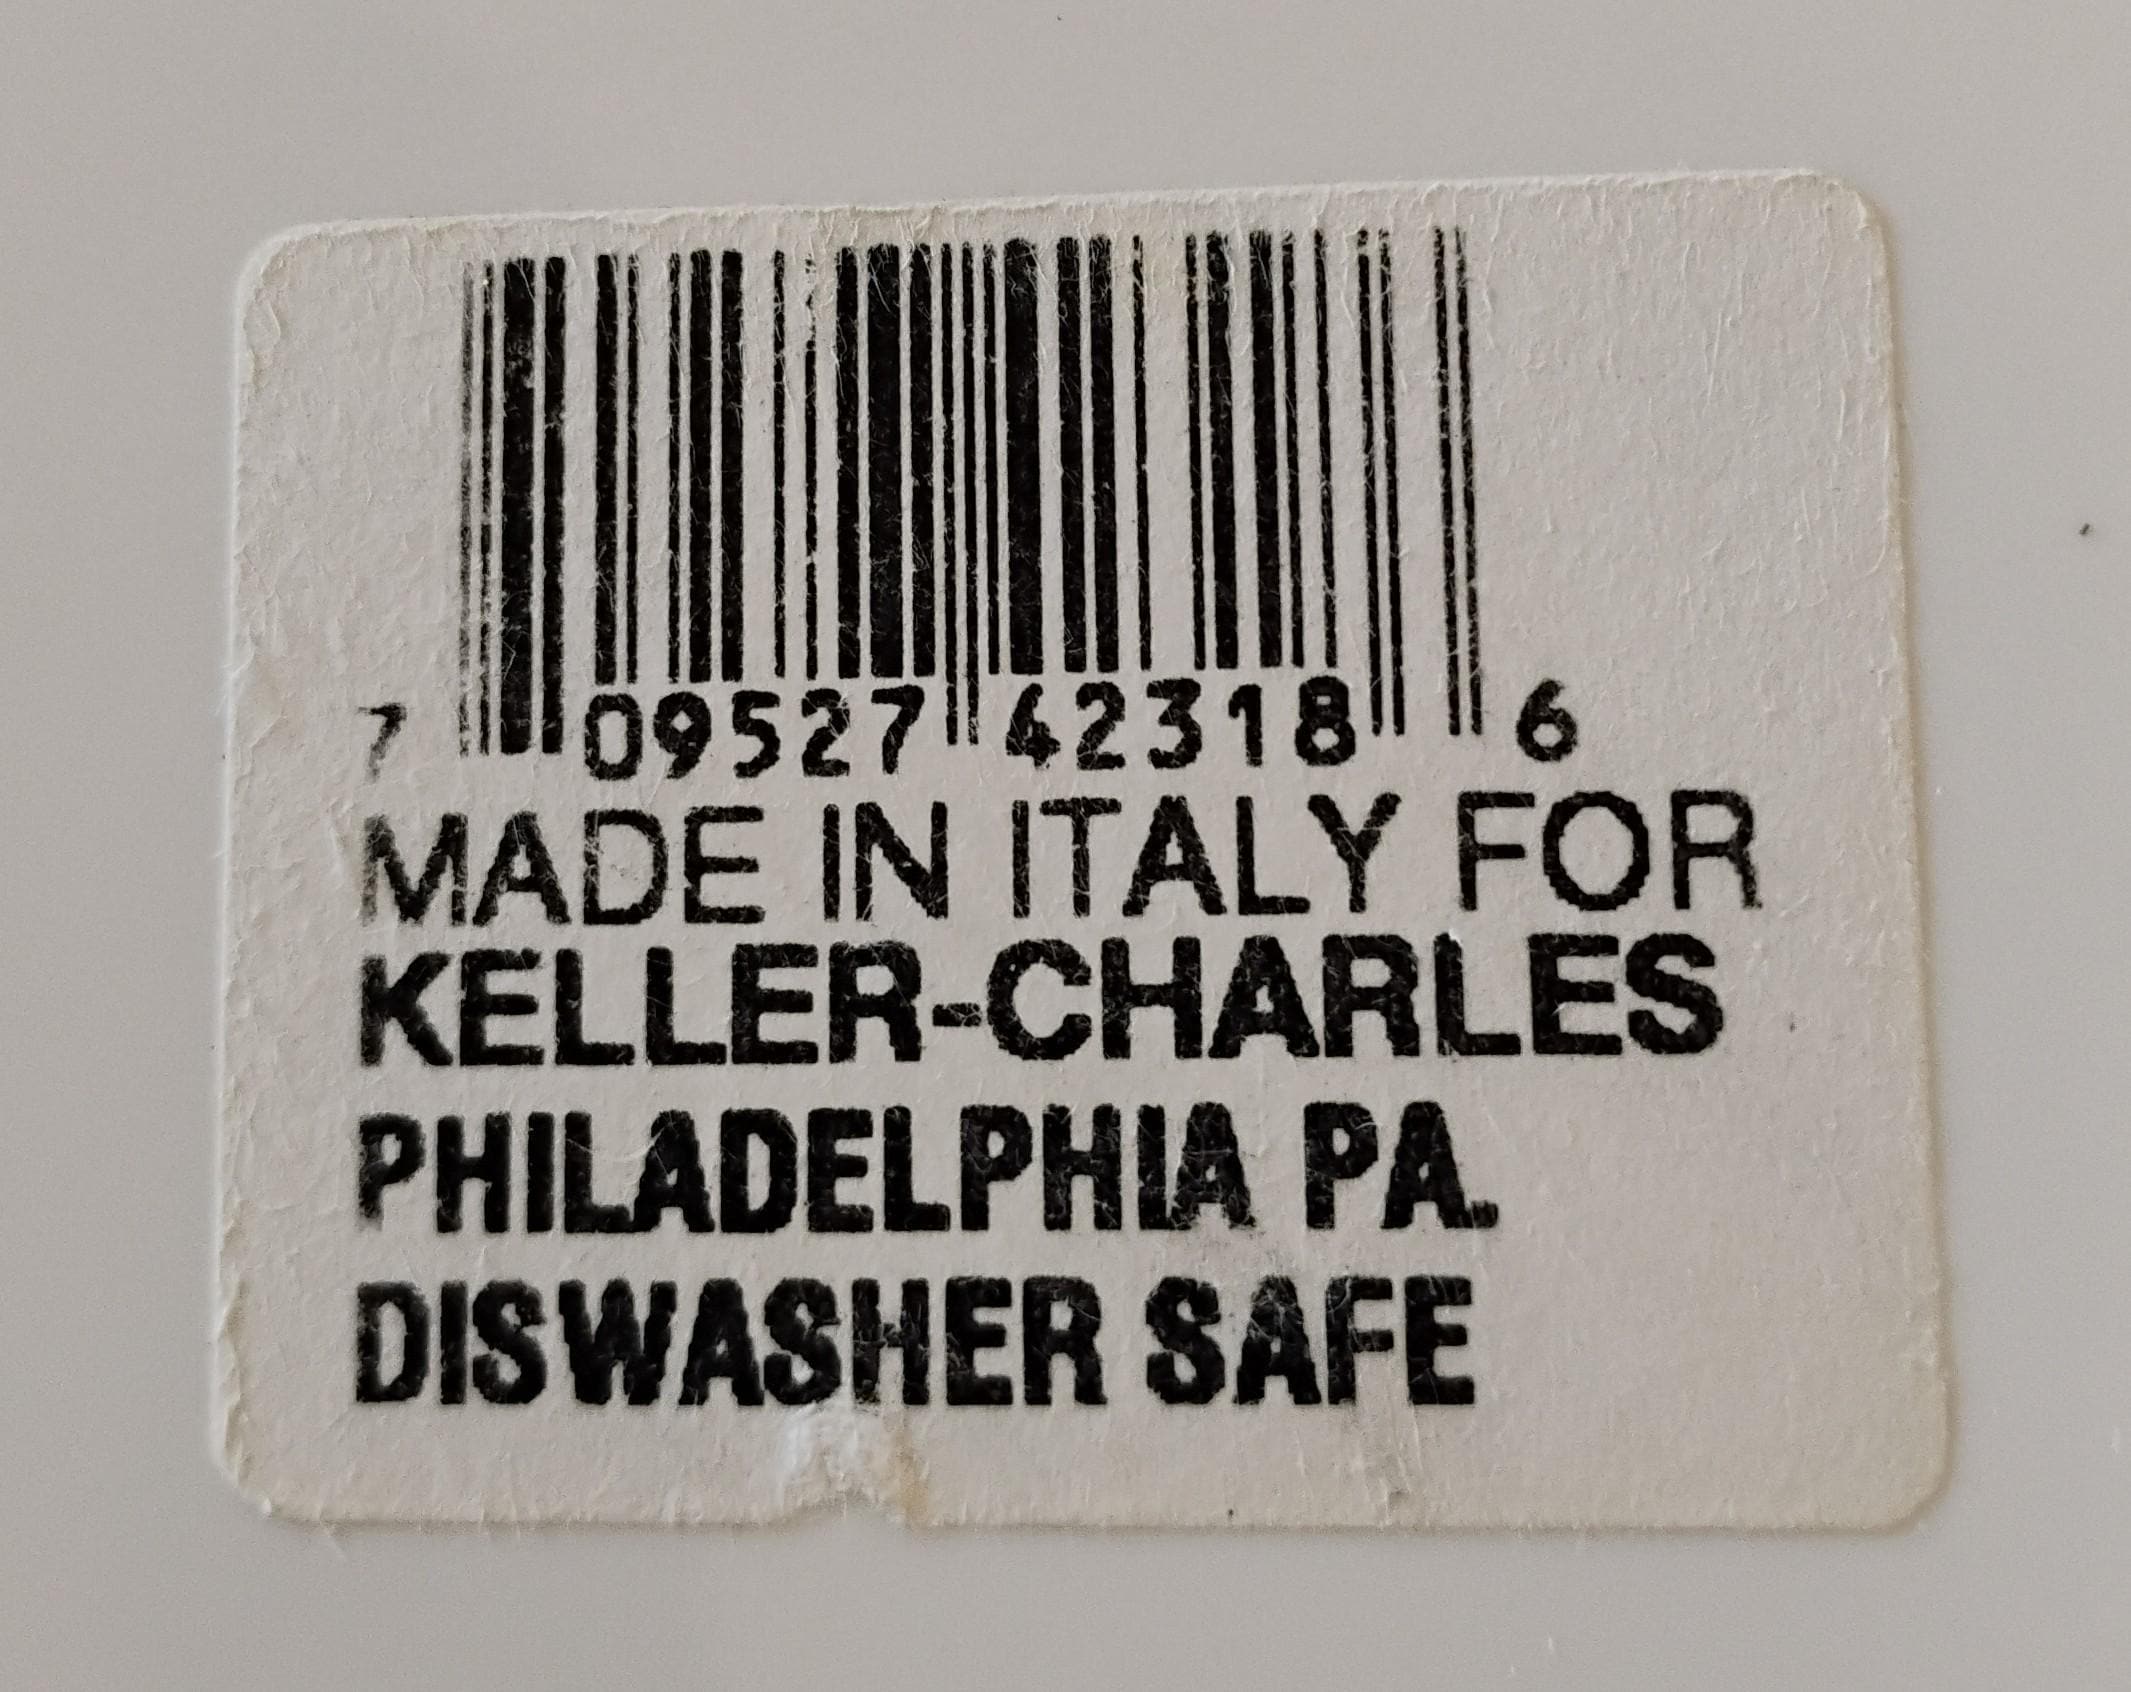 7 09527 42318 6
MADE IN ITALY FOR
KELLER-CHARLES
PHILADELPHIA PA.
DISWASHER SAFE